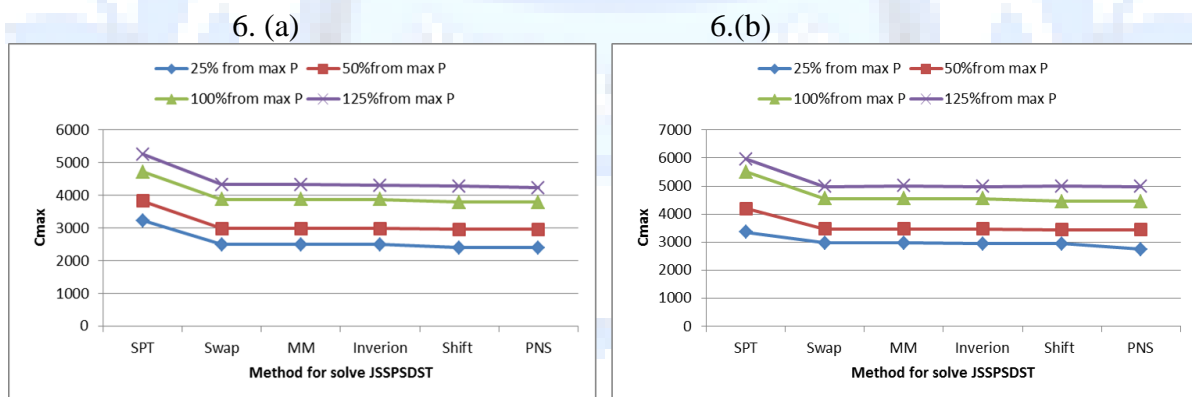 6. (a)
25% from max P
50%from max P
100%from max P
125%from max P
6000
5000
4000
3000
2000
1000
0
Cmax
SPT Swap MM Inverion Shift PNS
Method for solve JSSPSDST
6.(b)
25% from max P
50%from max P
100%from max P
125%from max P
7000
6000
5000
4000
3000
2000
1000
0
Cmax
SPT Swap MM Inverion Shift PNS
Method for solve JSSPSDST